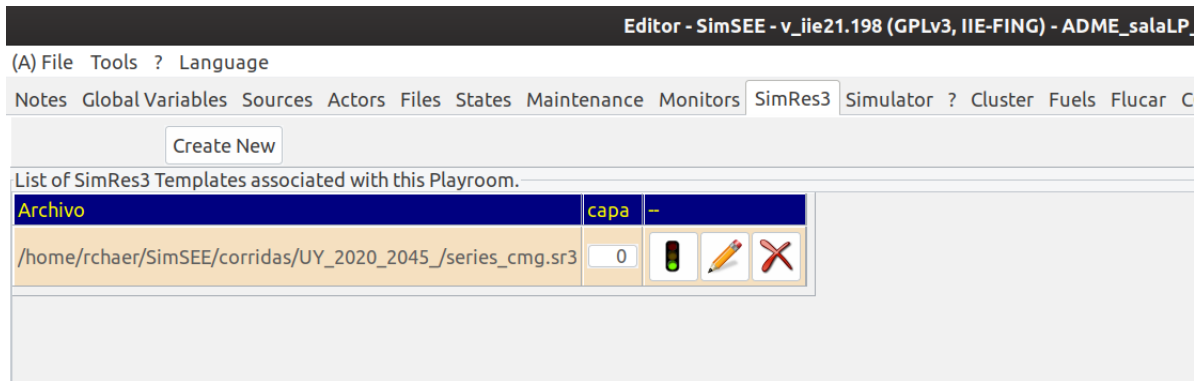 Editor - SimSEE - v_iie21.198 (GPLv3, IIE-FING) - ADME_salaLP_
(A) File Tools ? Language
Notes Global Variables Sources Actors Files States Maintenance Monitors SimRes3 Simulator ? Cluster Fuels Flucar C
Create New
List of SimRes3 Templates associated with this Playroom.
Archivo capa --
/home/rchaer/SimSEE/corridas/UY_2020_2045_/series_cmg.sr3 0